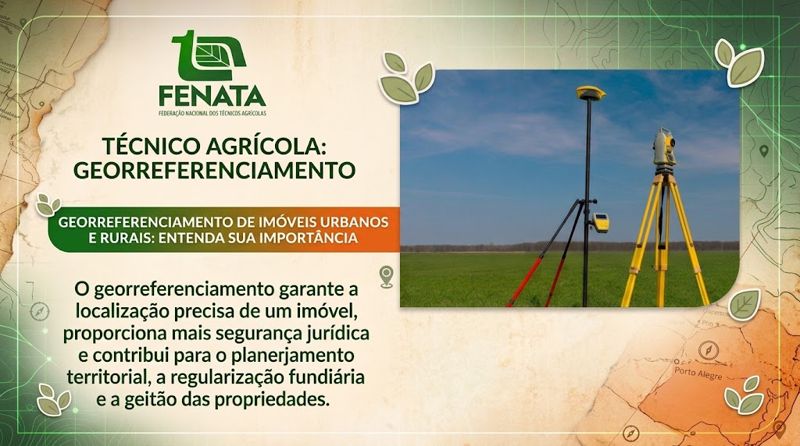 FENATA
FEDERAÇÃO NACIONAL DOS TÉCNICOS AGRÍCOLAS
TÉCNICO AGRÍCOLA:
GEORREFERENCIAMENTO
GEORREFERENCIAMENTO DE IMÓVEIS URBANOS
E RURAIS: ENTENDA SUA IMPORTÂNCIA
O georreferenciamento garante a
localização precisa de um imóvel,
proporciona mais segurança jurídica
e contribui para o planerjamento
territorial, a regularização fundiária
e a geitão das propriedades.
Porto Alegre